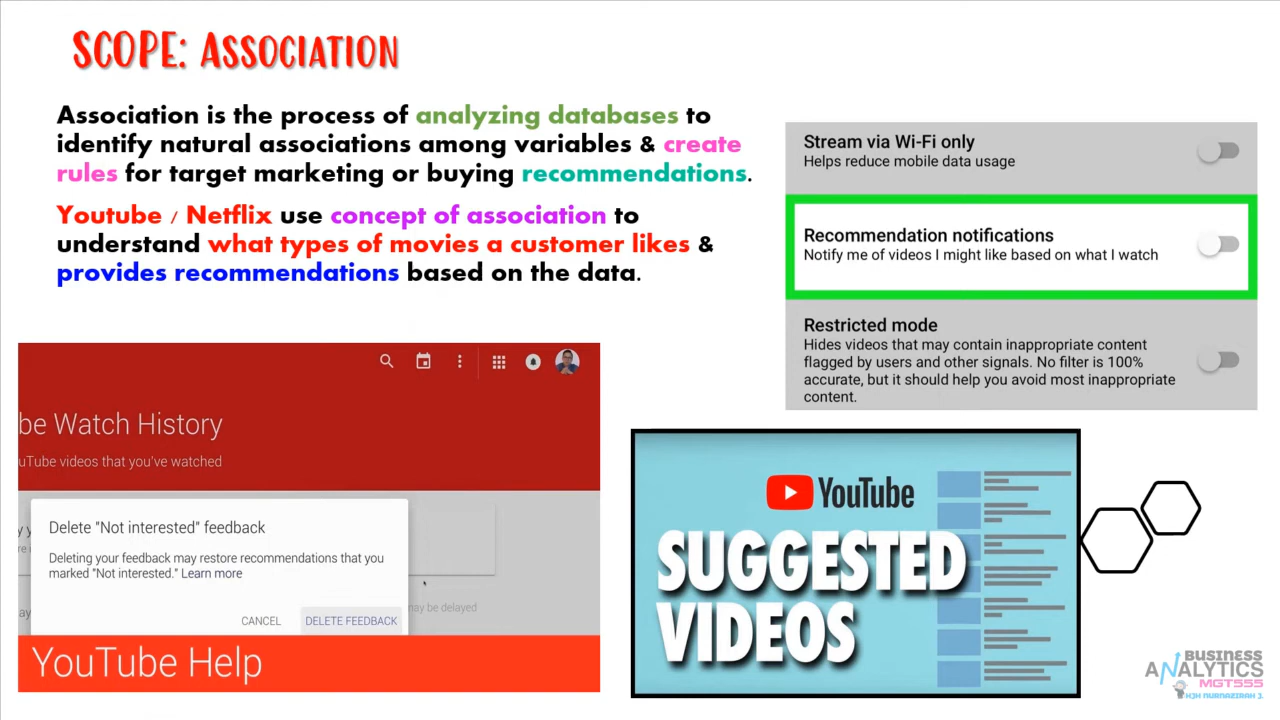 SCOPE: ASSOCIATION
Association is the process of analyzing databases to
identify natural associations among variables & create
rules for target marketing or buying recommendations.
Youtube / Netflix use concept of association to
understand what types of movies a customer likes &
provides recommendations based on the data.
Stream via Wi-Fi only
Helps reduce mobile data usage
Recommendation notifications
Notify me of videos I might like based on what I watch
Restricted mode
Hides videos that may contain inappropriate content
flagged by users and other signals. No filter is 100%
accurate, but it should help you avoid most inappropriate
content.
be Watch History
uTube videos that you've watched
Delete "Not interested" feedback
Deleting your feedback may restore recommendations that you
marked "Not interested." Learn more
may be delayed
CANCEL DELETE FEEDBACK
YouTube Help
YouTube
SUGGESTED
VIDEOS
BUSINESS
ANALYTICS
MGT555
HJH NURNAZIRAH J.